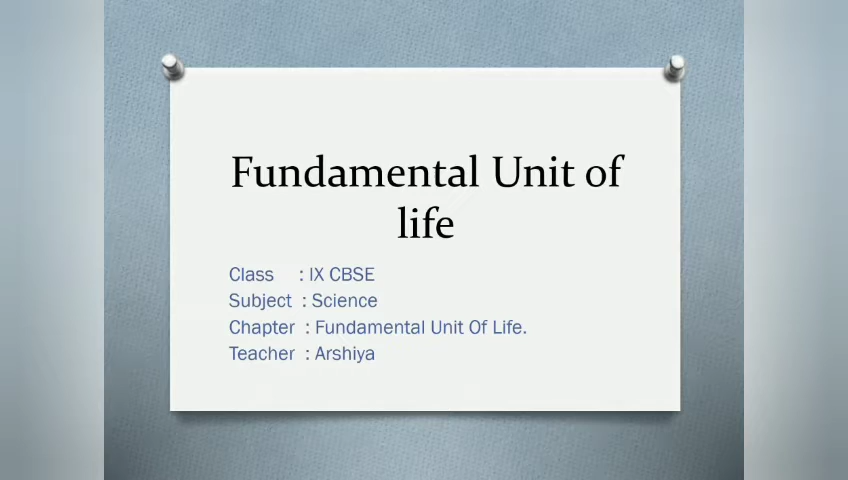 Fundamental Unit of
life
Class : IX CBSE
Subject : Science
Chapter : Fundamental Unit Of Life.
Teacher : Arshiya